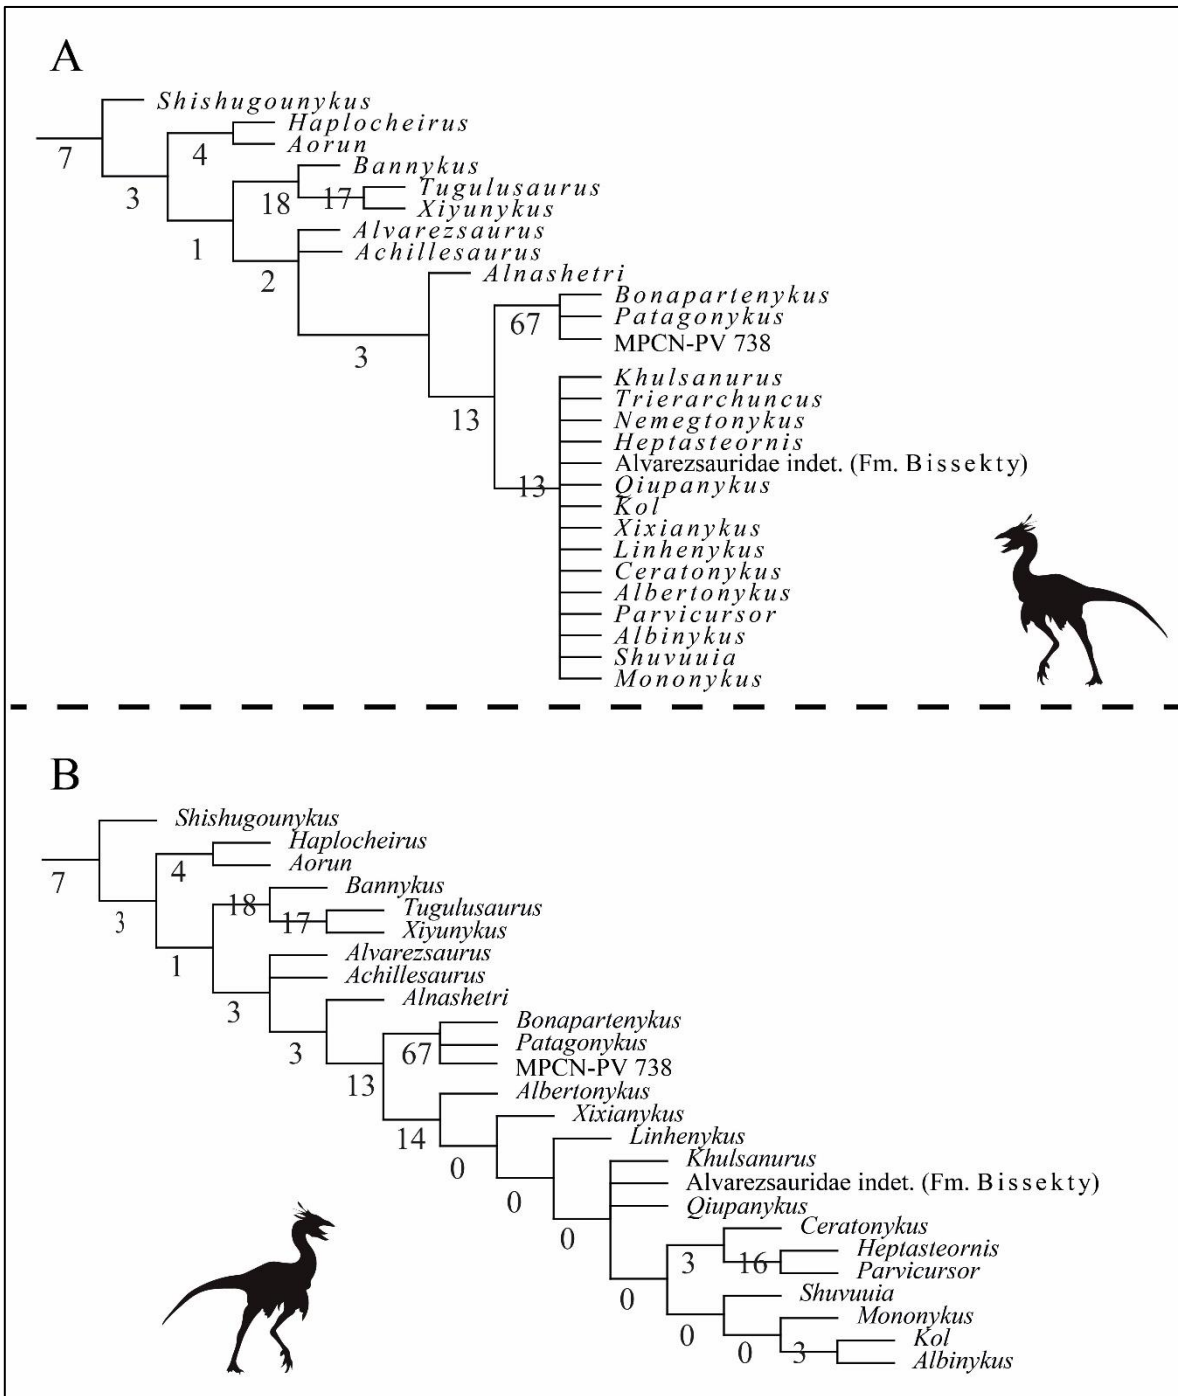 A
Shishugounykus
Haplocheirus
Aorun
7
4
3
Bannykus
Tugulusaurus
Xiyunykus
18
17
1
Alvarezsaurus
Achillesaurus
2
Alnashetri
3
Bonapartenykus
Patagonykus
MPCN-PV 738
67
13
Khulsanurus
Trierarchuncus
Nemegtonykus
Heptasteornis
Alvarezsauridae indet. (Fm. Bissekty)
Qiupanykus
13
Kol
Xixianykus
Linhenykus
Ceratonykus
Albertonykus
Parvicursor
Albinykus
Shuvuuia
Mononykus
B
Shishugounykus
Haplocheirus
Aorun
7
4
3
Bannykus
Tugulusaurus
Xiyunykus
18
17
1
Alvarezsaurus
Achillesaurus
3
Alnashetri
3
Bonapartenykus
Patagonykus
MPCN-PV 738
67
13
Albertonykus
14
Xixianykus
0
Linhenykus
0
Khulsanurus
Alvarezsauridae indet. (Fm. Bissekty)
Qiupanykus
0
Ceratonykus
Heptasteornis
Parvicursor
3
16
0
Shuvuuia
0
Mononykus
0
Kol
Albinykus
3